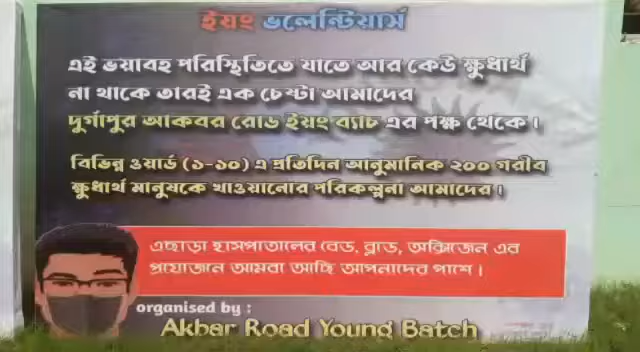 ইয়ং ভলেন্টিয়ার্স
এই ভয়াবহ পরিস্থিতিতে যাতে আর কেউ ক্ষুধার্থ
না থাকে তারই এক চেষ্টা আমাদের
দুর্গাপুর আকবর রোড ইয়ং ব্যাচ এর পক্ষ থেকে।
বিভিন্ন ওয়ার্ড (১-১০) এ প্রতিদিন আনুমানিক ২০০ গরীব
ক্ষুধার্থ মানুষকে খাওয়ানোর পরিকল্পনা আমাদের।
এছাড়া হাসপাতালের বেড, ব্লাড, অক্সিজেন এর
প্রয়োজনে আমরা আছি আপনাদের পাশে।
organised by :
Akbar Road Young Batch